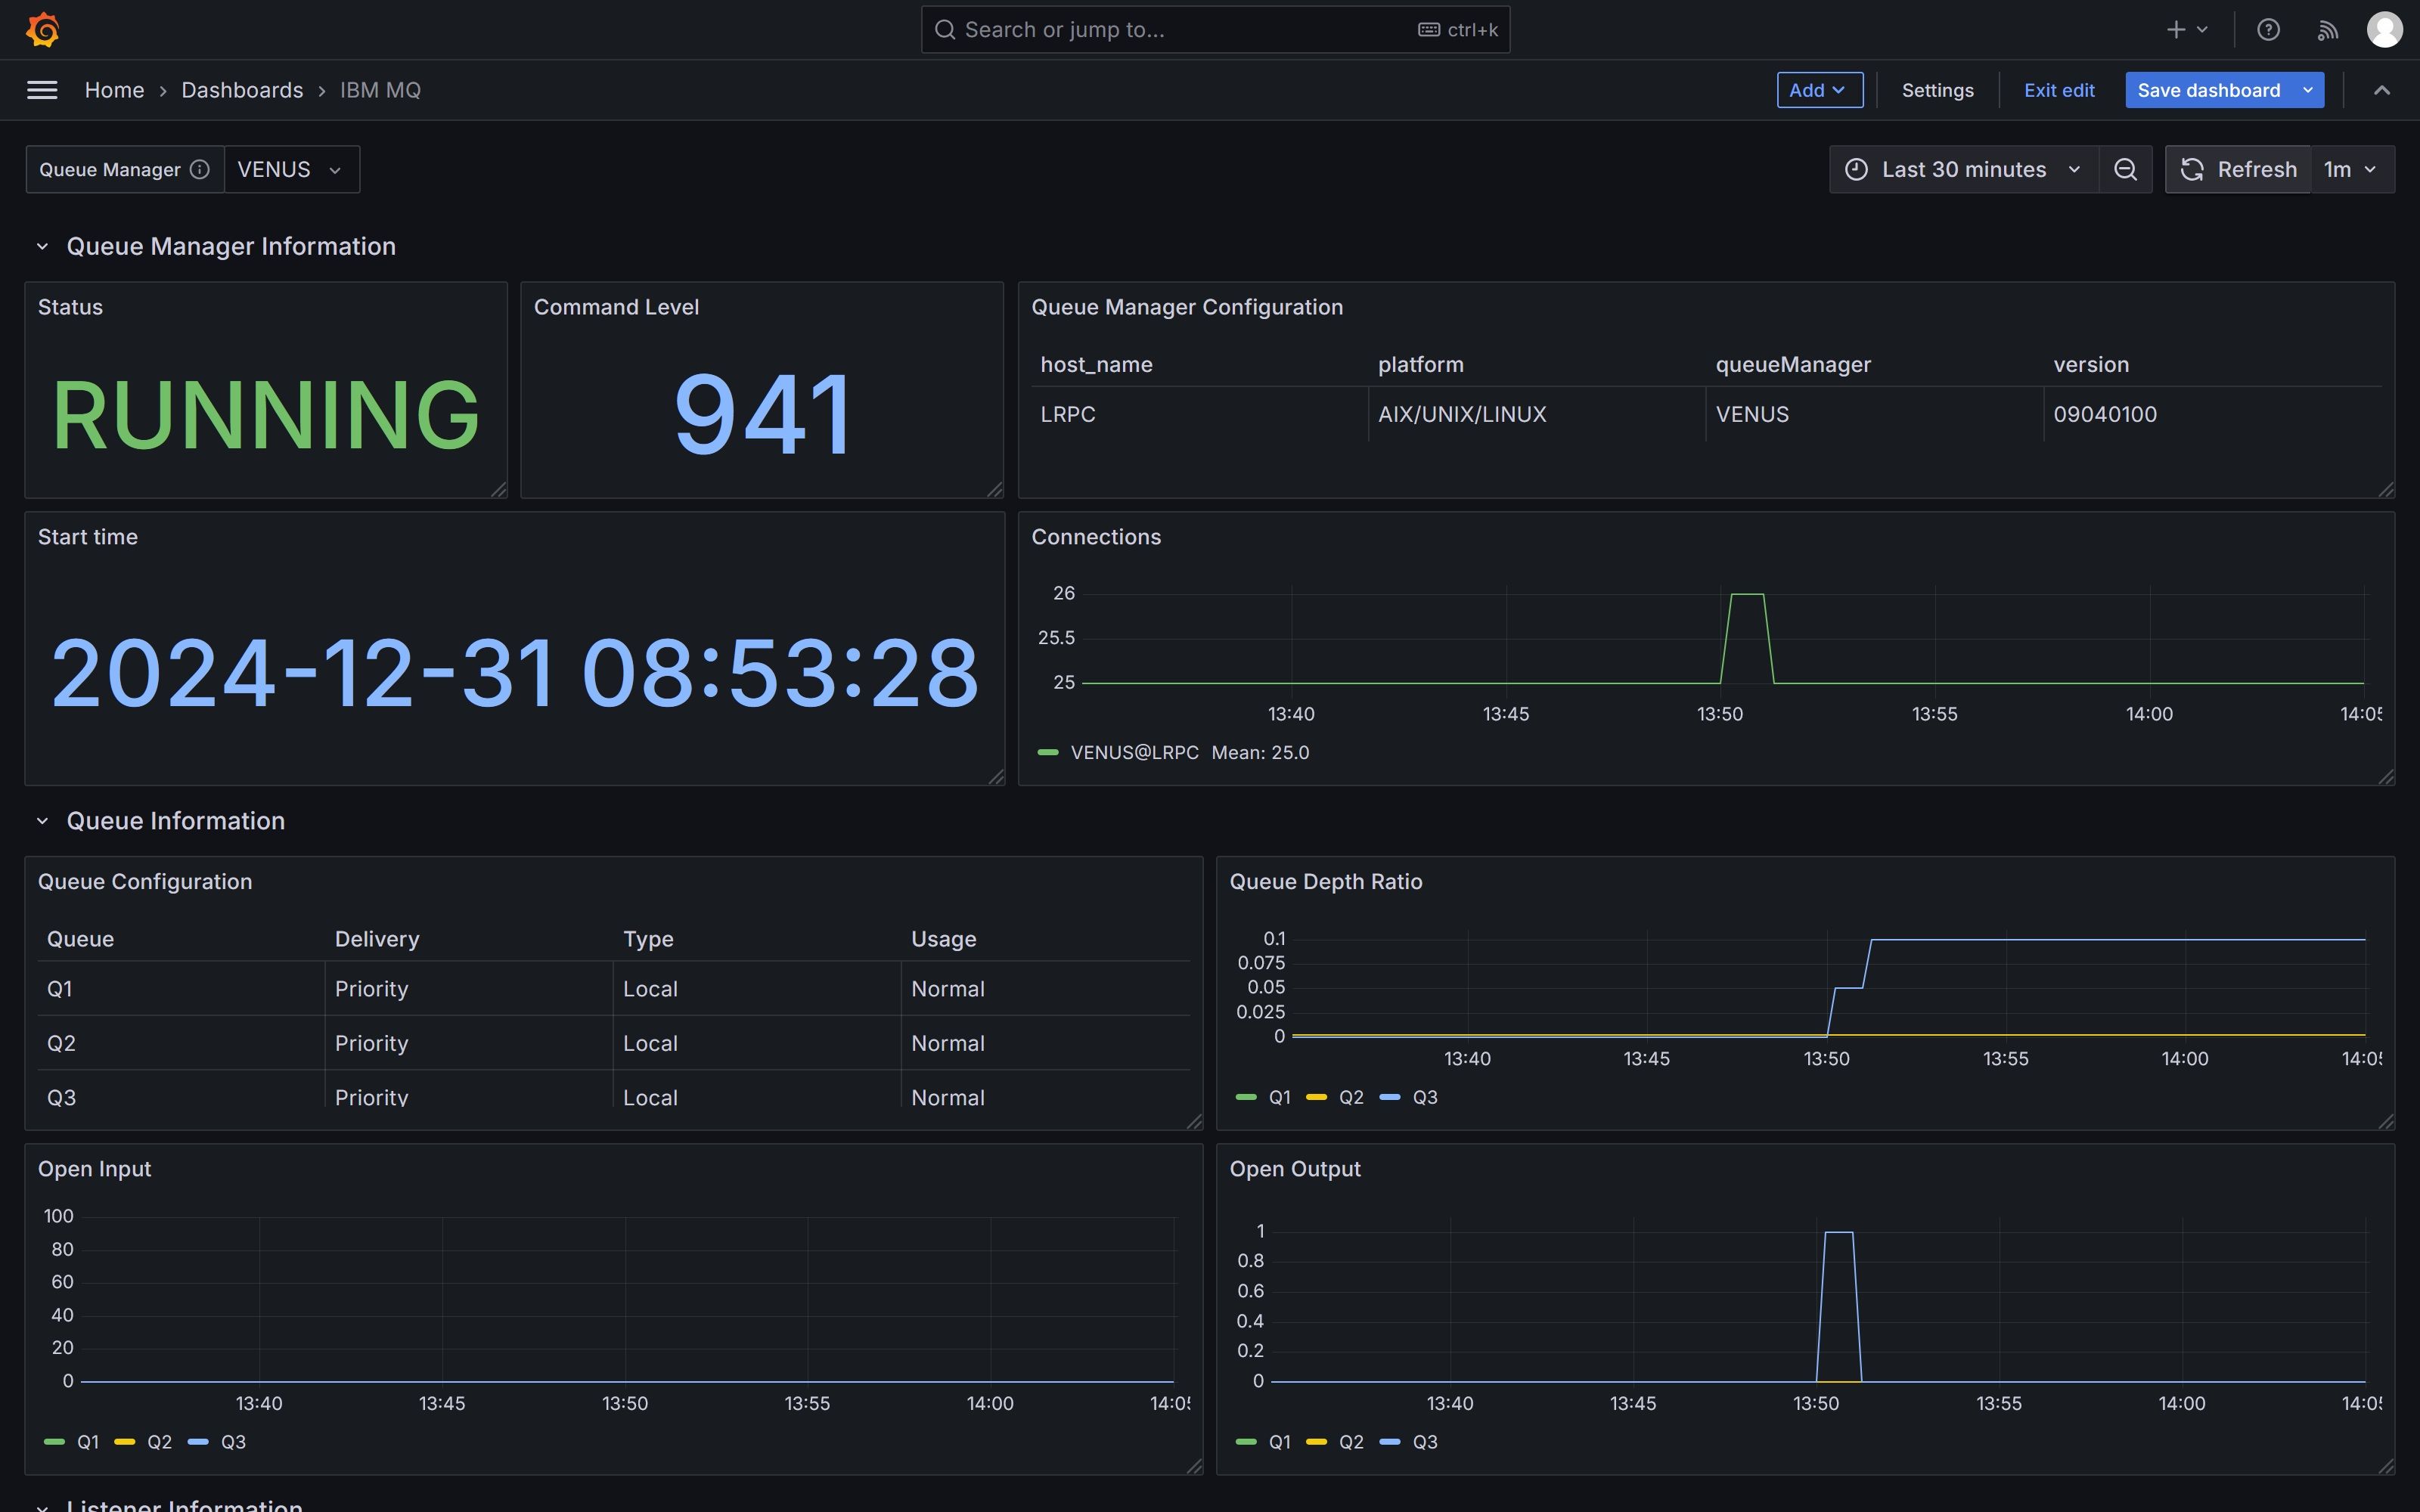 Search or jump to... ctrl+k
Home › Dashboards › IBM MQ
Add Settings Exit edit Save dashboard
Queue Manager VENUS
Last 30 minutes Refresh 1m
Queue Manager Information
Status
RUNNING
Command Level
941
Queue Manager Configuration
host_name platform queueManager version
LRPC AIX/UNIX/LINUX VENUS 09040100
Start time
2024-12-31 08:53:28
Connections
26
25.5
25
13:40 13:45 13:50 13:55 14:00 14:05
VENUS@LRPC Mean: 25.0
Queue Information
Queue Configuration
Queue Delivery Type Usage
Q1 Priority Local Normal
Q2 Priority Local Normal
Q3 Priority Local Normal
Queue Depth Ratio
0.1
0.075
0.05
0.025
0
13:40 13:45 13:50 13:55 14:00 14:05
Q1 Q2 Q3
Open Input
100
80
60
40
20
0
13:40 13:45 13:50 13:55 14:00 14:05
Q1 Q2 Q3
Open Output
1
0.8
0.6
0.4
0.2
0
13:40 13:45 13:50 13:55 14:00 14:05
Q1 Q2 Q3
Listener Information